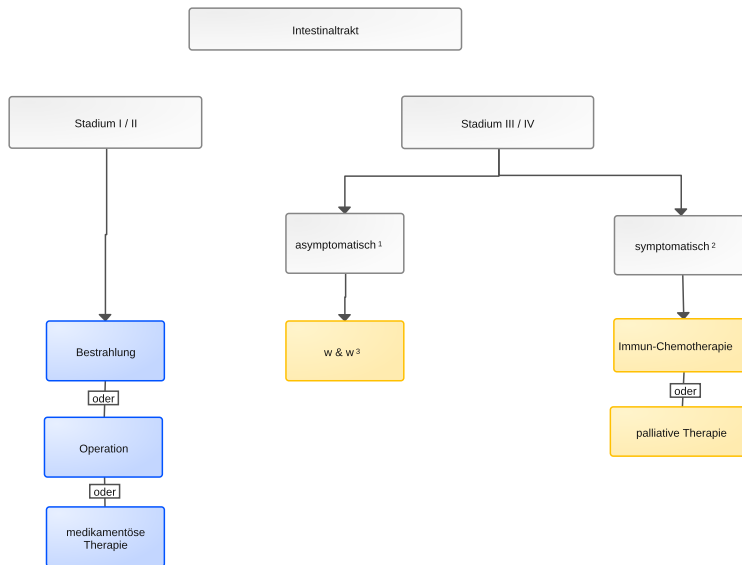 Intestinaltrakt
Stadium I / II
Stadium III / IV
asymptomatisch 1
symptomatisch 2
Bestrahlung
w & w 3
Immun-Chemotherapie
oder
oder
Operation
palliative Therapie
oder
medikamentöse
Therapie